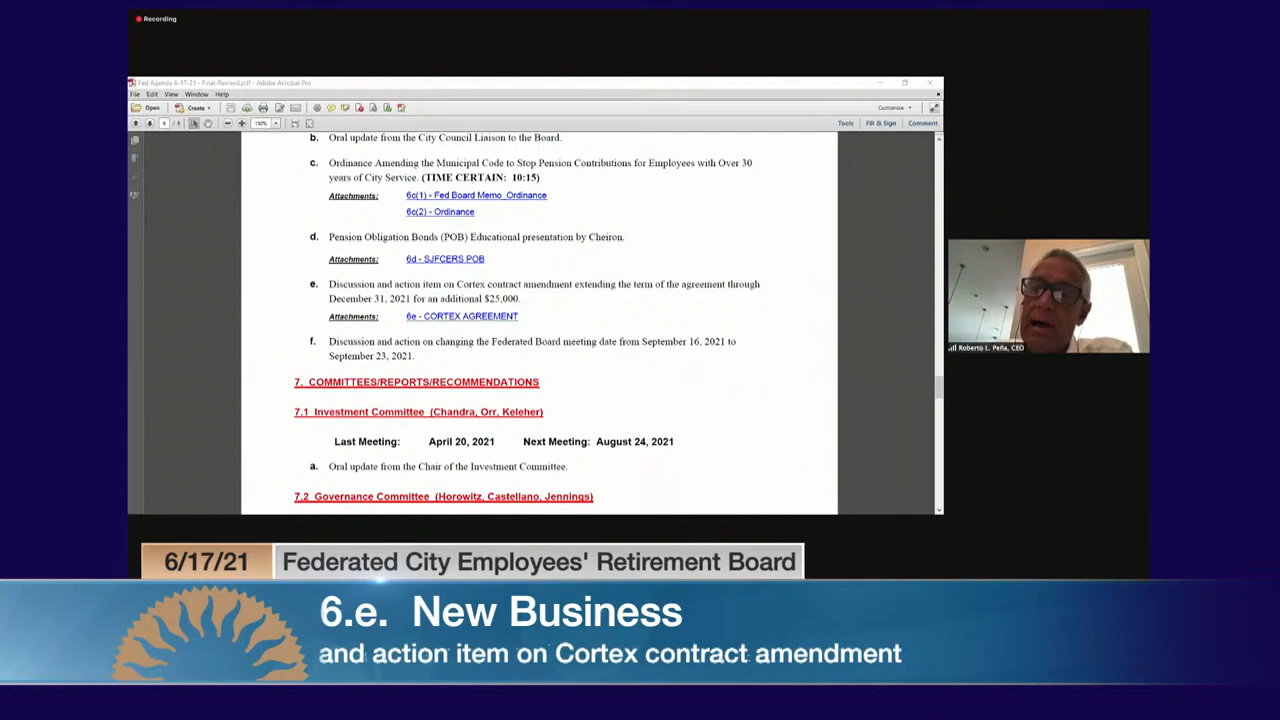 Recording
Fed Agenda 6-17-21 - Final-Revised.pdf - Adobe Acrobat Pro
File Edit View Window Help
Open Create Customize
150% Tools Fill & Sign Comment
b. Oral update from the City Council Liaison to the Board.
c. Ordinance Amending the Municipal Code to Stop Pension Contributions for Employees with Over 30
years of City Service. (TIME CERTAIN: 10:15)
Attachments: 6c(1) - Fed Board Memo_Ordinance
6c(2) - Ordinance
d. Pension Obligation Bonds (POB) Educational presentation by Cheiron.
Attachments: 6d - SJFCERS POB
e. Discussion and action item on Cortex contract amendment extending the term of the agreement through
December 31, 2021 for an additional $25,000.
Attachments: 6e - CORTEX AGREEMENT
f. Discussion and action on changing the Federated Board meeting date from September 16, 2021 to
September 23, 2021.
7. COMMITTEES/REPORTS/RECOMMENDATIONS
7.1 Investment Committee (Chandra, Orr, Keleher)
Last Meeting: April 20, 2021 Next Meeting: August 24, 2021
a. Oral update from the Chair of the Investment Committee.
7.2 Governance Committee (Horowitz, Castellano, Jennings)
Roberto L. Peña, CEO
6/17/21 Federated City Employees' Retirement Board
6.e. New Business
and action item on Cortex contract amendment